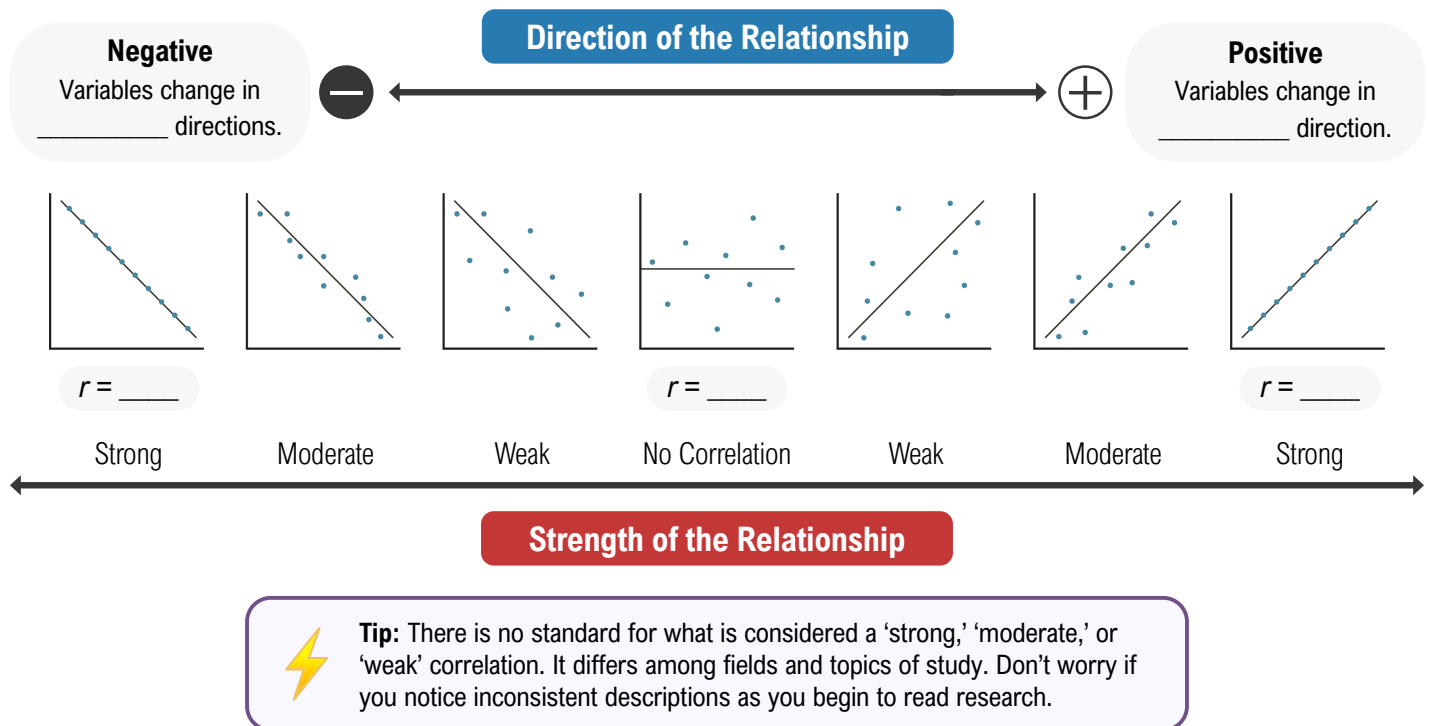 Direction of the Relationship
Negative
Variables change in
__________ directions.
Positive
Variables change in
__________ direction.
r = ____
r = ____
r = ____
Strong
Moderate
Weak
No Correlation
Weak
Moderate
Strong
Strength of the Relationship
Tip: There is no standard for what is considered a ‘strong,’ ‘moderate,’ or
‘weak’ correlation. It differs among fields and topics of study. Don’t worry if
you notice inconsistent descriptions as you begin to read research.